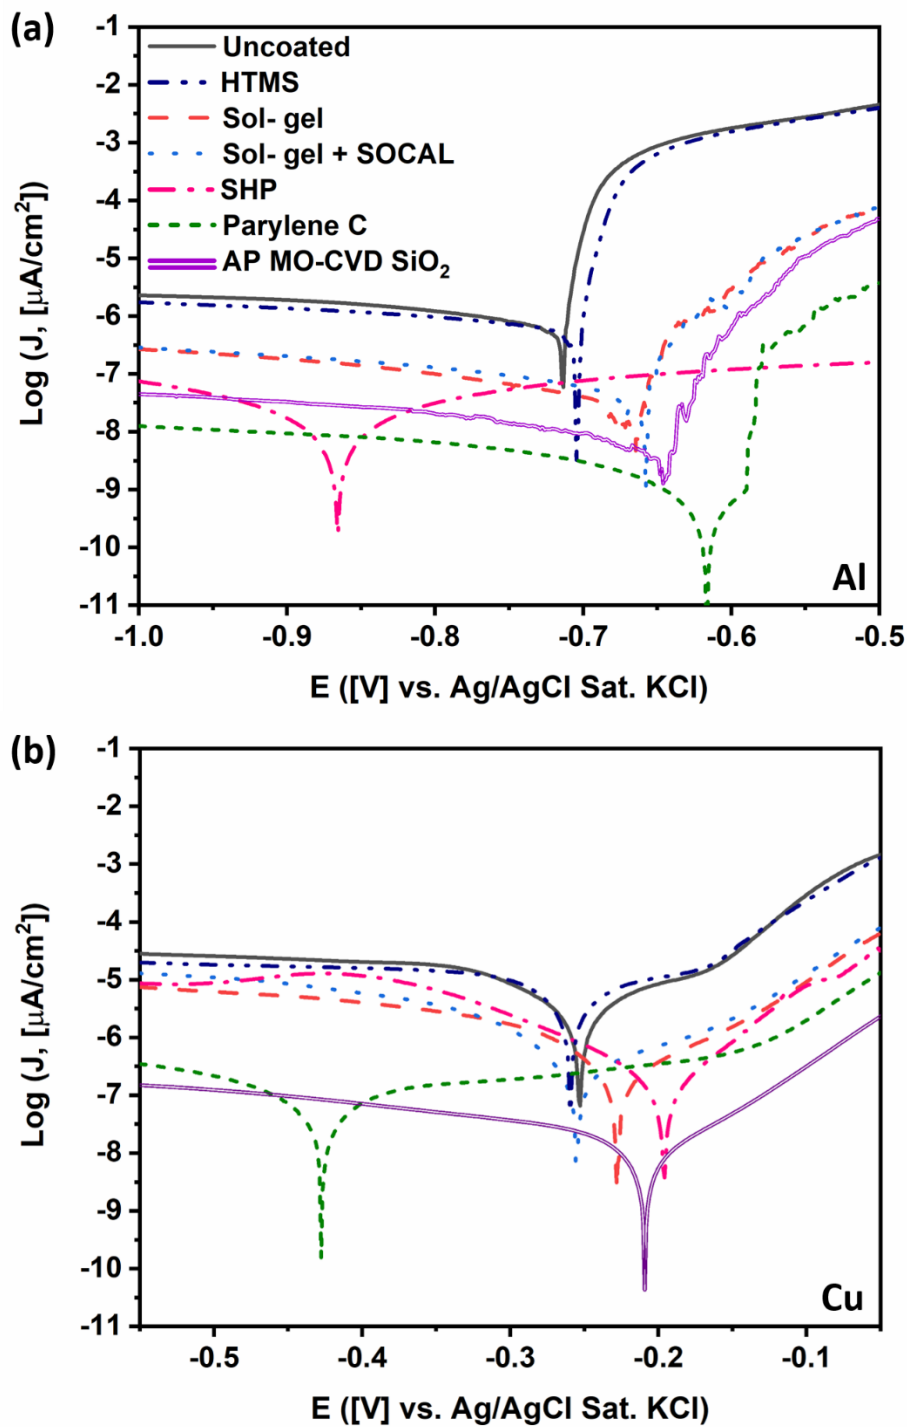 (a)
-1
-2
-3
-4
-5
-6
-7
-8
-9
-10
-11
Log (J, [µA/cm²])
Uncoated
HTMS
Sol- gel
Sol- gel + SOCAL
SHP
Parylene C
AP MO-CVD SiO₂
Al
-1.0 -0.9 -0.8 -0.7 -0.6 -0.5
E ([V] vs. Ag/AgCl Sat. KCl)
(b)
-1
-2
-3
-4
-5
-6
-7
-8
-9
-10
-11
Log (J, [µA/cm²])
Cu
-0.5 -0.4 -0.3 -0.2 -0.1
E ([V] vs. Ag/AgCl Sat. KCl)